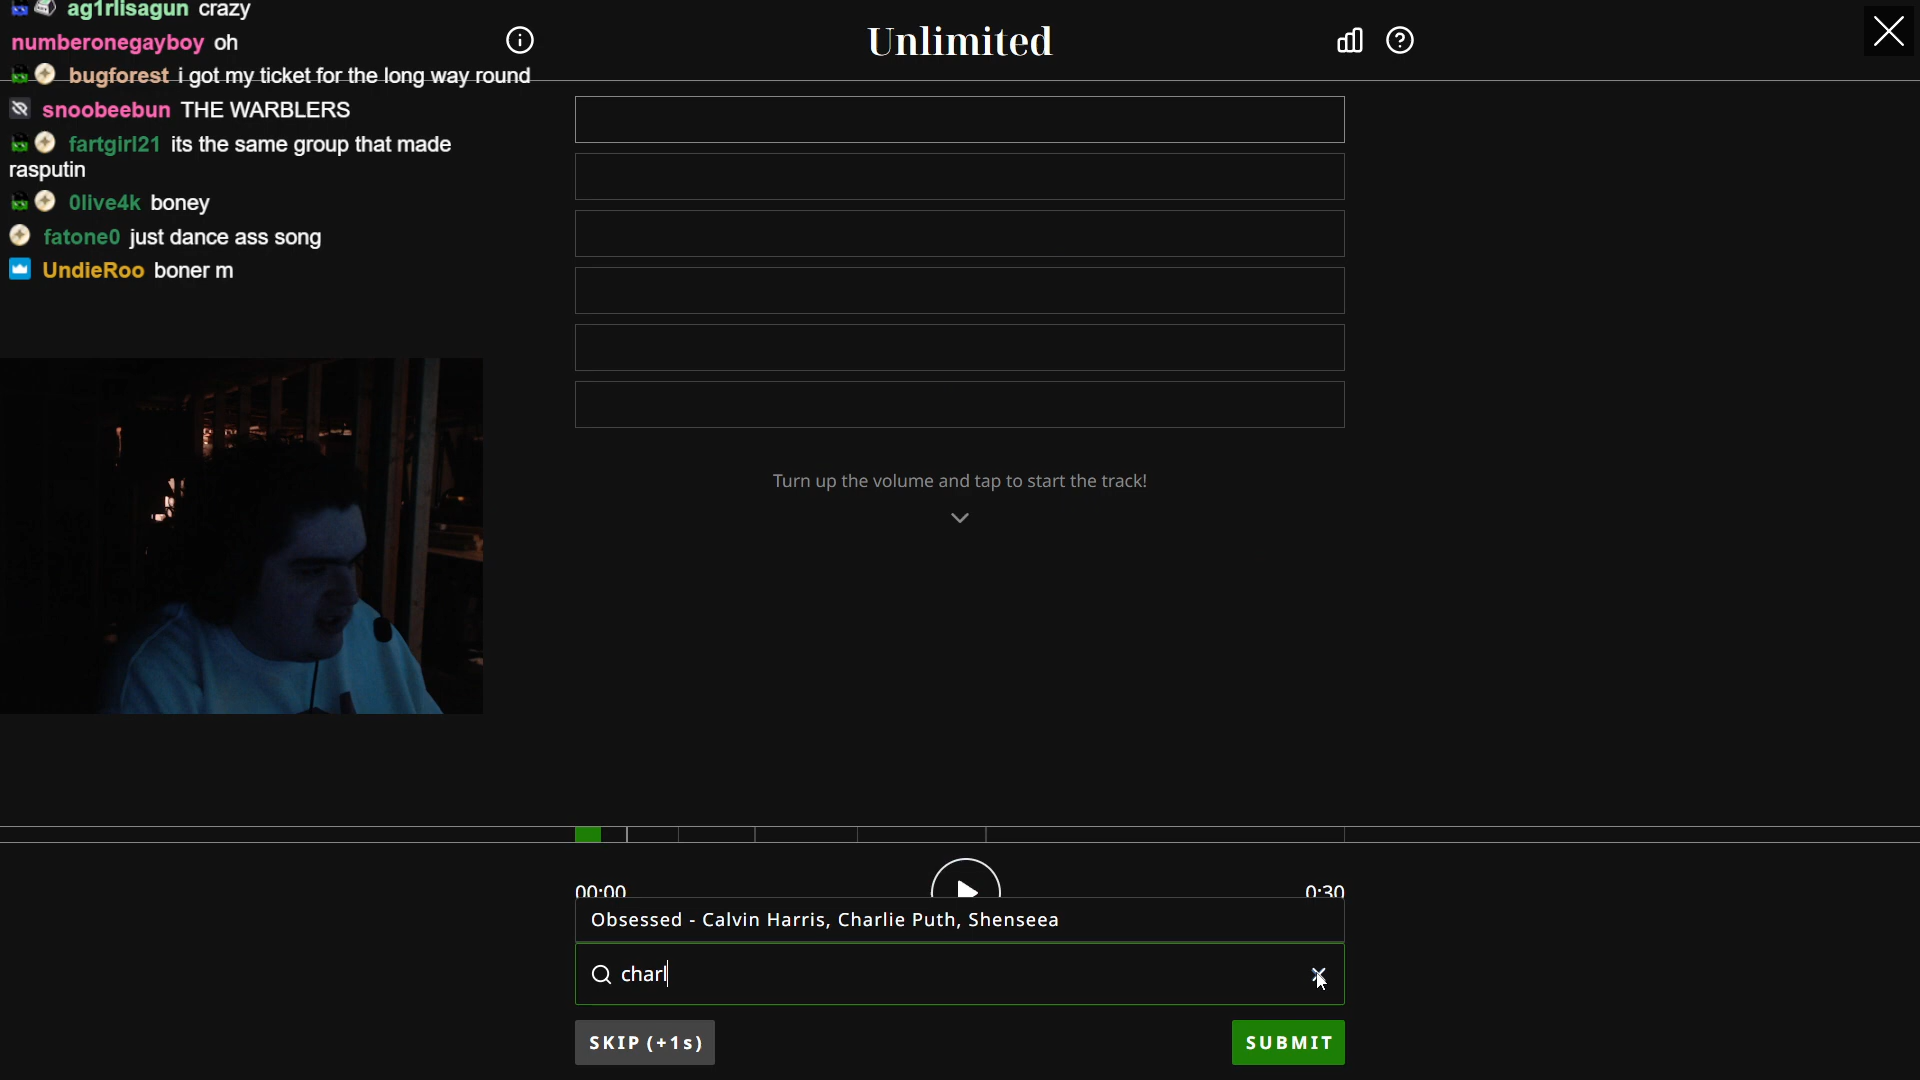 ag1rlisagun crazy
numberonegayboy oh
bugforest i got my ticket for the long way round
snoobeebun THE WARBLERS
fartgirl21 its the same group that made
rasputin
0live4k boney
fatone0 just dance ass song
UndieRoo boner m
Unlimited
Turn up the volume and tap to start the track!
00:00
0:30
Obsessed - Calvin Harris, Charlie Puth, Shenseea
charl
SKIP (+1s)
SUBMIT